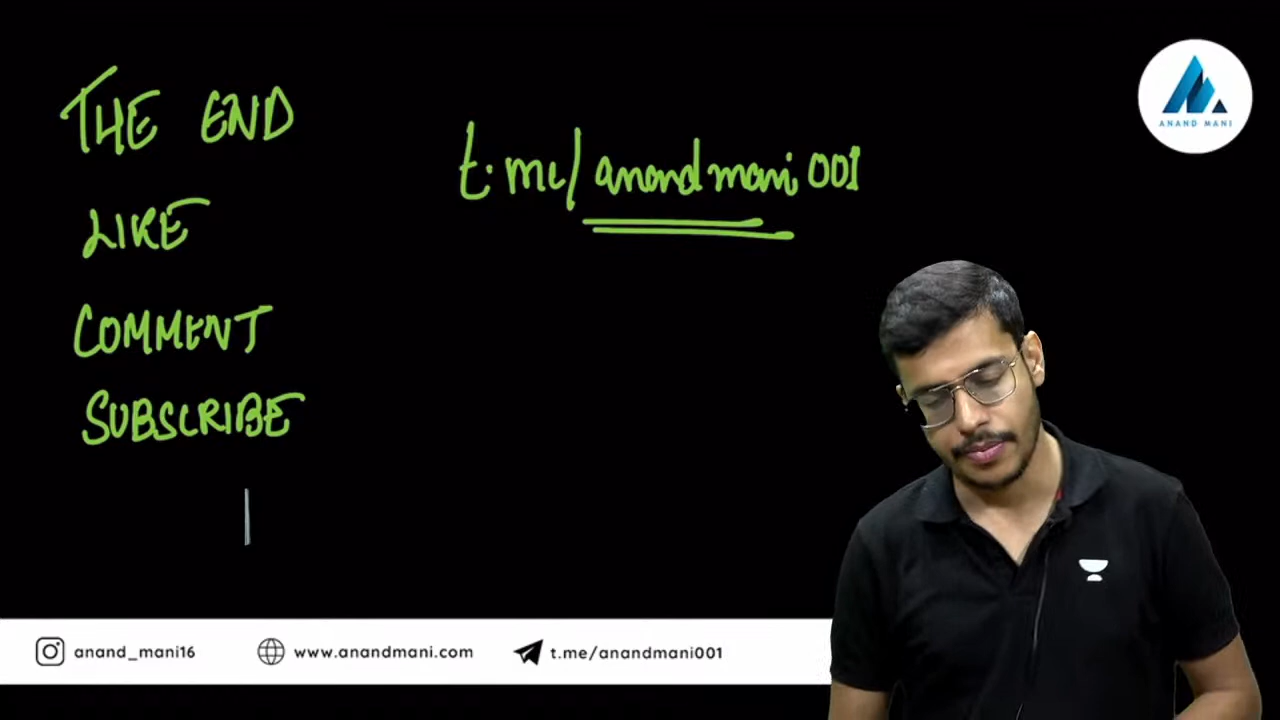 THE END
t.me/anandmani001
LIKE
COMMENT
SUBSCRIBE
ANAND MANI
anand_mani16
www.anandmani.com
t.me/anandmani001